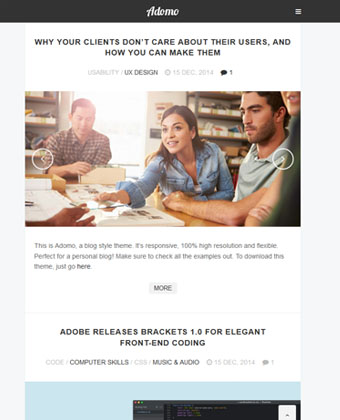 Adomo
WHY YOUR CLIENTS DON'T CARE ABOUT THEIR USERS, AND
HOW YOU CAN MAKE THEM
USABILITY / UX DESIGN 15 DEC, 2014 1
This is Adomo, a blog style theme. It's responsive, 100% high resolution and flexible.
Perfect for a personal blog! Make sure to check all the examples out. To download this
theme, just go here.
MORE
ADOBE RELEASES BRACKETS 1.0 FOR ELEGANT
FRONT-END CODING
CODE / COMPUTER SKILLS / CSS / MUSIC & AUDIO 15 DEC, 2014 1